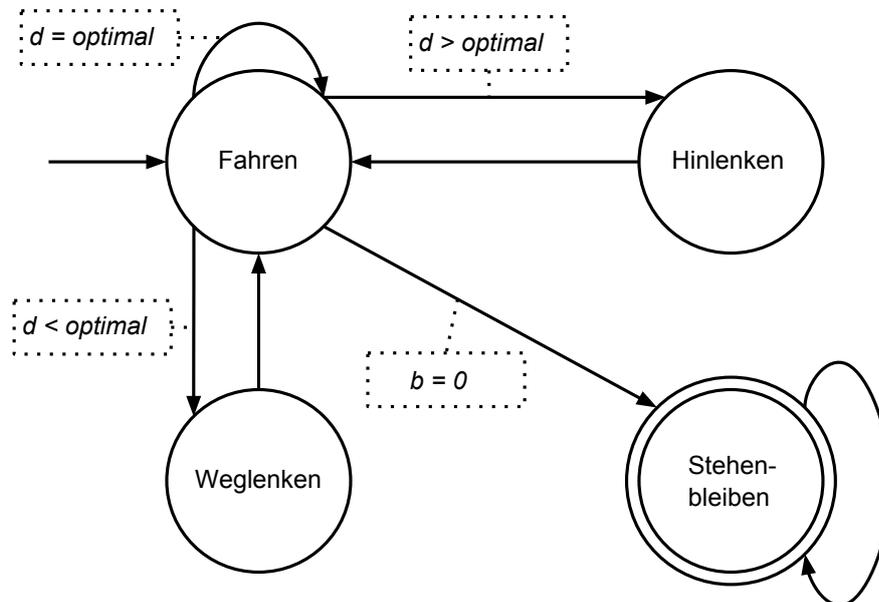 d = optimal
d > optimal
Fahren
Hinlenken
d < optimal
b = 0
Weglenken
Stehen-
bleiben